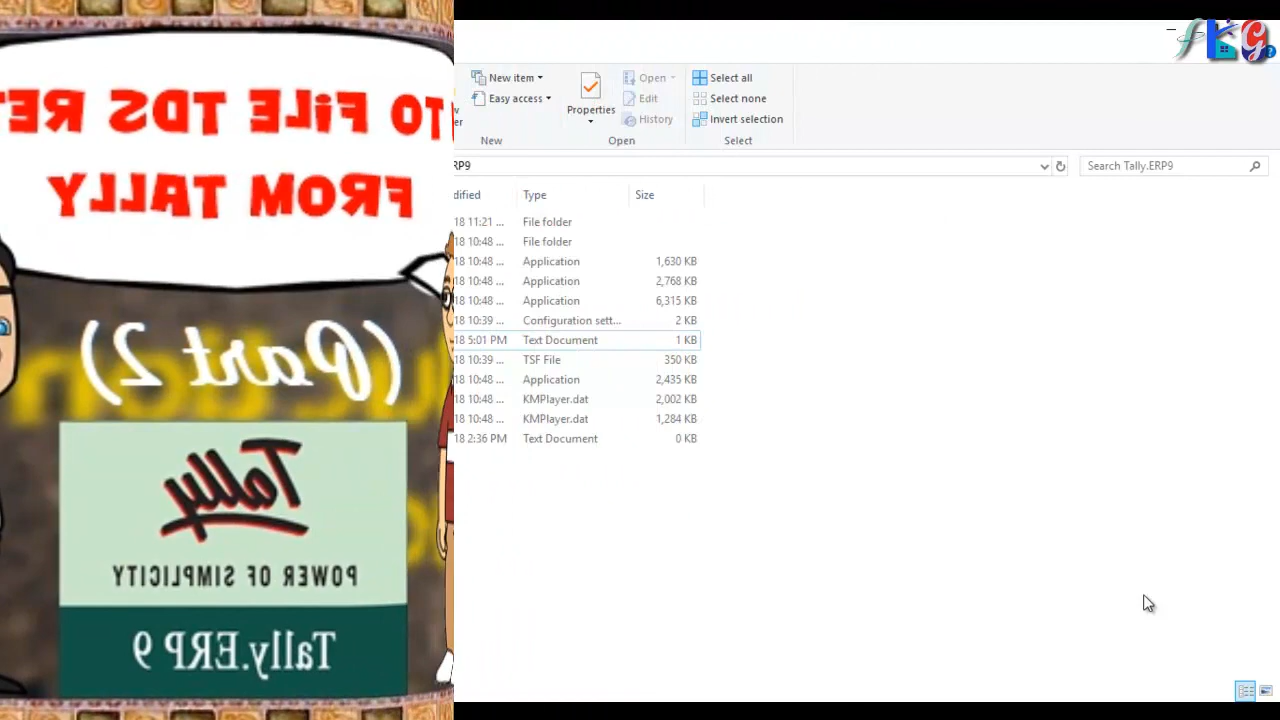 TO FiLE TDS RE
FROM TALLY
(Part 2)
Tally
POWER OF SIMPLICITY
Tally.ERP 9
New item
Easy access
New
Properties
Open
Edit
History
Open
Select all
Select none
Invert selection
Select
RP9
Search Tally.ERP9
dified Type Size
18 11:21 ... File folder
18 10:48 ... File folder
18 10:48 ... Application 1,630 KB
18 10:48 ... Application 2,768 KB
18 10:48 ... Application 6,315 KB
18 10:39 ... Configuration sett... 2 KB
18 5:01 PM Text Document 1 KB
18 10:39 ... TSF File 350 KB
18 10:48 ... Application 2,435 KB
18 10:48 ... KMPlayer.dat 2,002 KB
18 10:48 ... KMPlayer.dat 1,284 KB
18 2:36 PM Text Document 0 KB